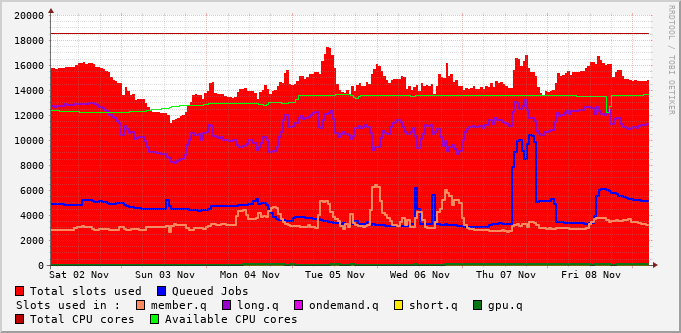 20000
18000
16000
14000
12000
10000
8000
6000
4000
2000
0
Sat 02 Nov Sun 03 Nov Mon 04 Nov Tue 05 Nov Wed 06 Nov Thu 07 Nov Fri 08 Nov
Total slots used Queued Jobs
Slots used in : member.q long.q ondemand.q short.q gpu.q
Total CPU cores Available CPU cores
RRDTOOL / TOBI OETIKER